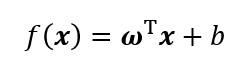 f(x) = ω^T x + b